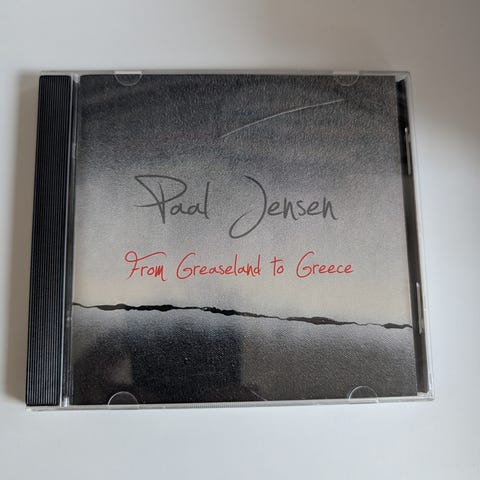 Paal Jensen
From Greaseland to Greece